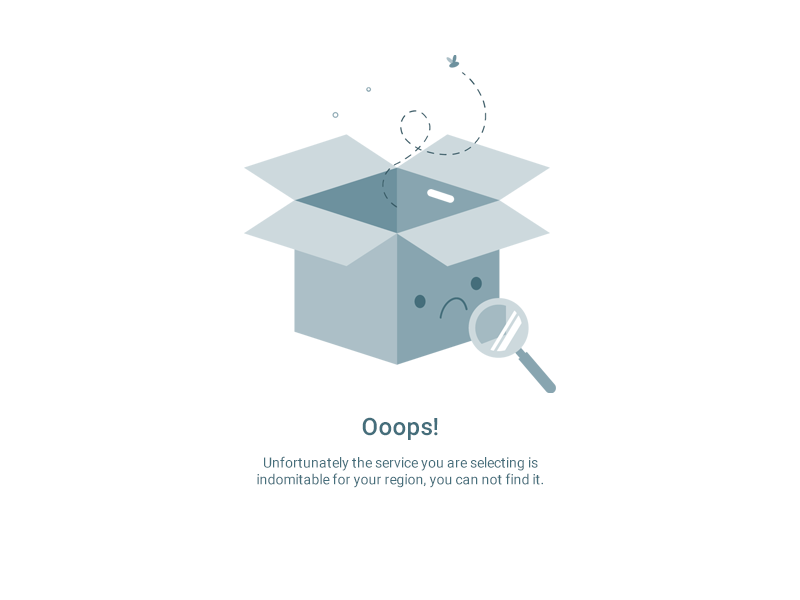 Ooops!
Unfortunately the service you are selecting is
indomitable for your region, you can not find it.